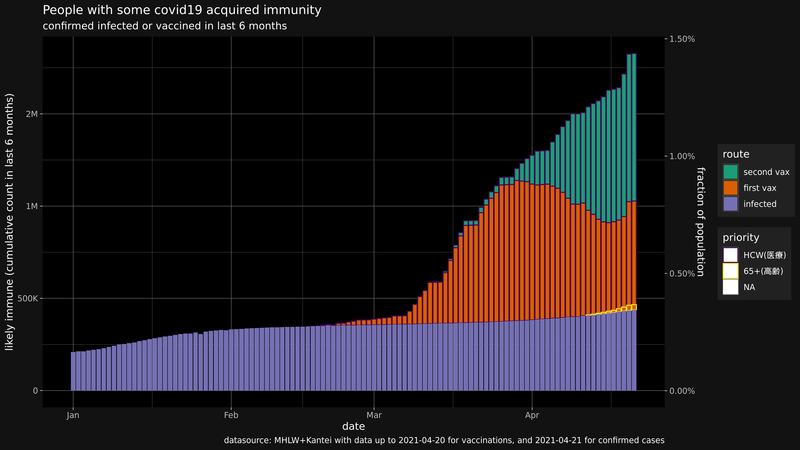 People with some covid19 acquired immunity
confirmed infected or vaccined in last 6 months
likely immune (cumulative count in last 6 months)
2M
1M
500K
0
1.50%
1.00%
0.50%
0.00%
fraction of population
Jan
Feb
Mar
Apr
date
route
second vax
first vax
infected
priority
HCW(医療)
65+(高齢)
NA
datasource: MHLW+Kantei with data up to 2021-04-20 for vaccinations, and 2021-04-21 for confirmed cases